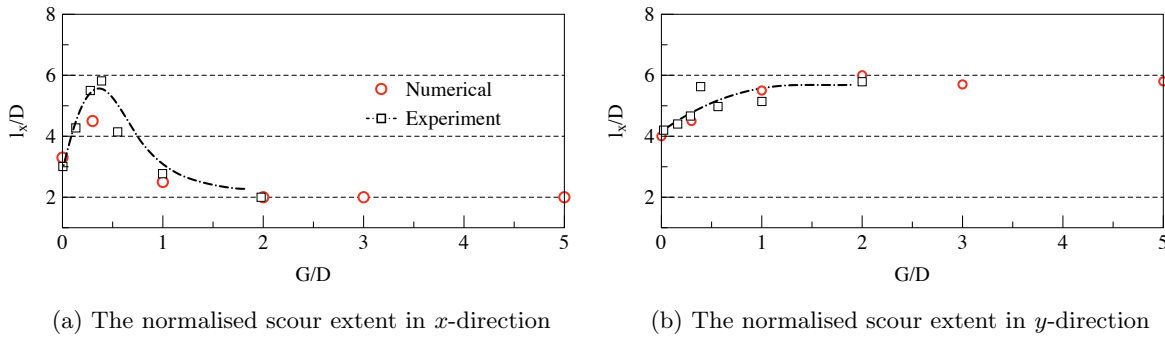 8
6
4
2
l_x/D
0
1
2
3
4
5
G/D
Numerical
Experiment
(a) The normalised scour extent in x-direction
8
6
4
2
l_x/D
0
1
2
3
4
5
G/D
(b) The normalised scour extent in y-direction